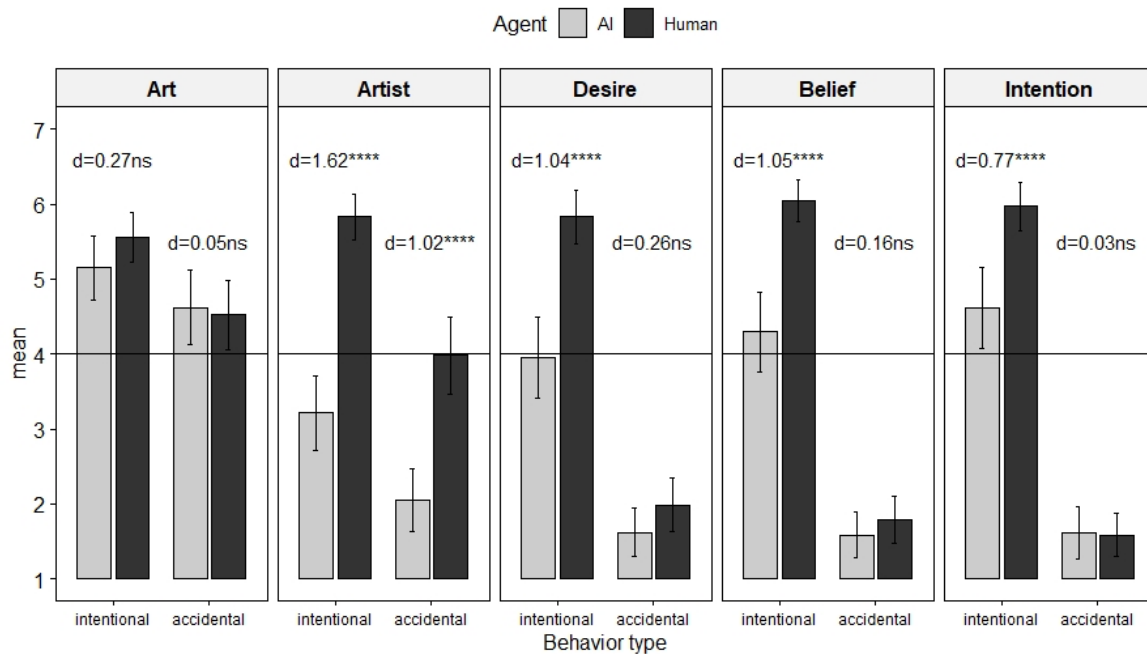 Agent AI Human
Art Artist Desire Belief Intention
7
d=0.27ns d=1.62**** d=1.04**** d=1.05**** d=0.77****
6
d=0.05ns d=1.02**** d=0.26ns d=0.16ns d=0.03ns
5
mean
4
3
2
1
intentional accidental intentional accidental intentional accidental intentional accidental intentional accidental
Behavior type